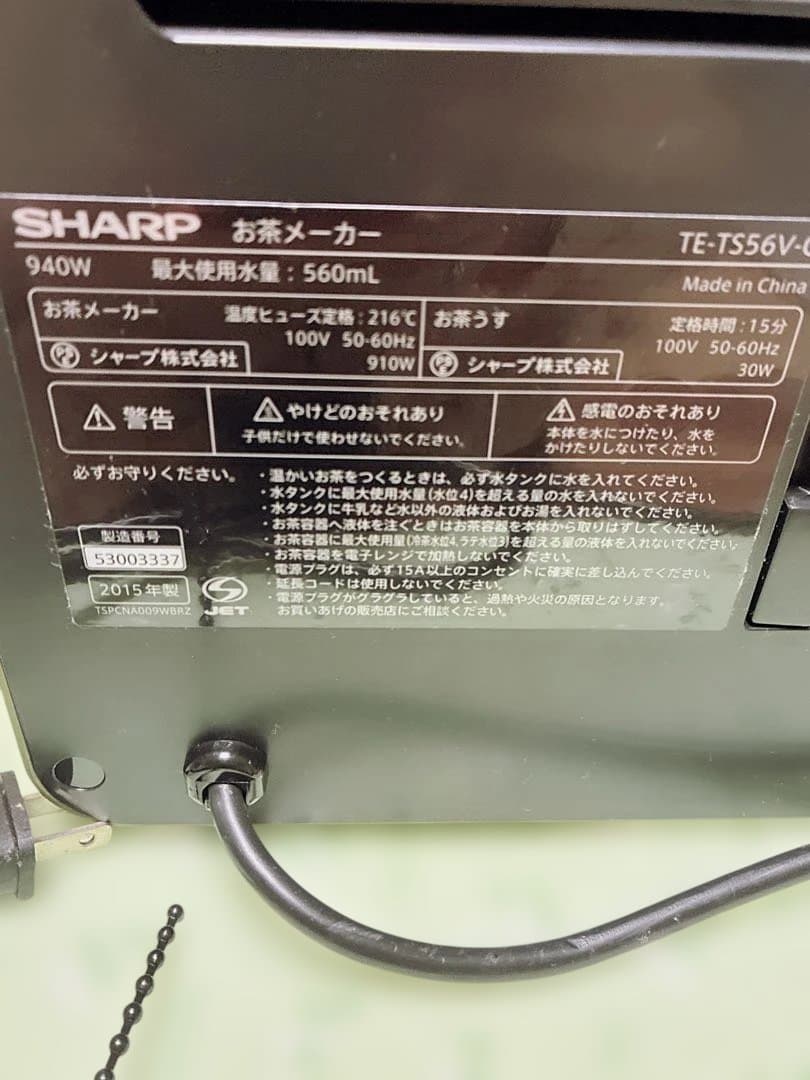 SHARP お茶メーカー TE-TS56V-
940W 最大使用水量：560mL Made in China
お茶メーカー 温度ヒューズ定格：216℃
100V 50-60Hz
シャープ株式会社 910W
お茶うす 定格時間：15分
100V 50-60Hz
シャープ株式会社 30W
警告
やけどのおそれあり
子供だけで使わせないでください。
感電のおそれあり
本体を水につけたり、水を
かけたりしないでください。
必ずお守りください。
・温かいお茶をつくるときは、必ず水タンクに水を入れてください。
・水タンクに最大使用水量(水位4)を超える量の水を入れないでください。
・水タンクに牛乳など水以外の液体およびお湯を入れないでください。
・お茶容器へ液体を注ぐときはお茶容器を本体から取りはずしてください。
・お茶容器に最大使用量(冷茶水位4、ラテ水位3)を超える量の液体を入れないでください。
・お茶容器を電子レンジで加熱しないでください。
・電源プラグは、必ず15A以上のコンセントに確実に差し込んでください。
・延長コードは使用しないでください。
・電源プラグがグラグラしていると、過熱や火災の原因となります。
お買いあげの販売店にご相談ください。
製造番号
53003337
2015年製
TSPCNA009WBRZ
JET